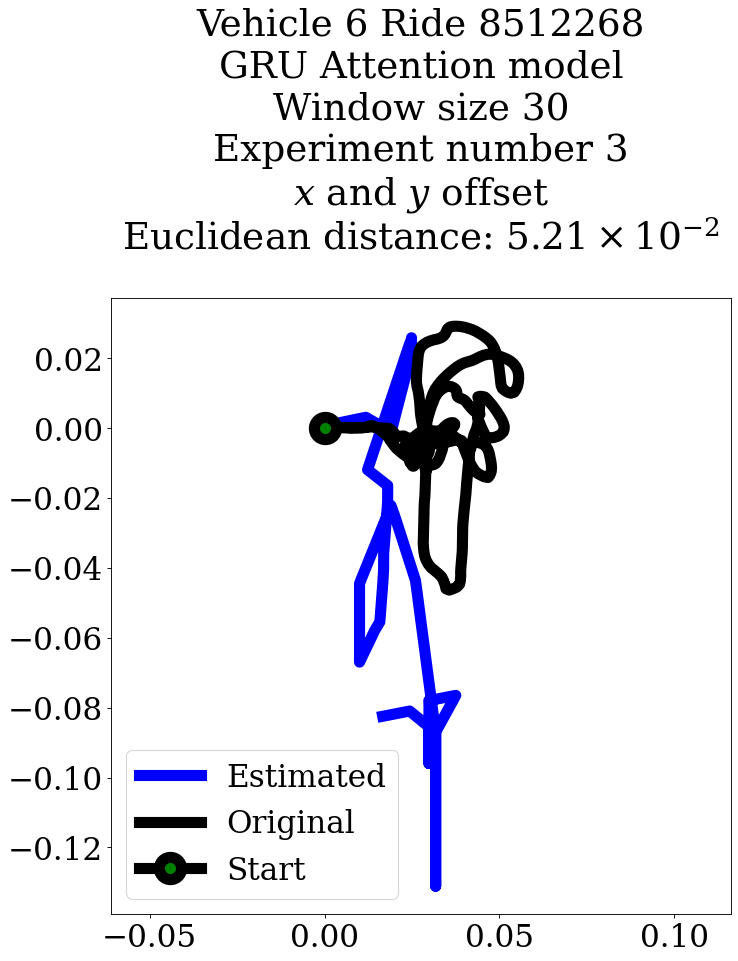 Vehicle 6 Ride 8512268
GRU Attention model
Window size 30
Experiment number 3
x and y offset
Euclidean distance: 5.21 × 10⁻²
0.02
0.00
−0.02
−0.04
−0.06
−0.08
−0.10
−0.12
Estimated
Original
Start
−0.05 0.00 0.05 0.10